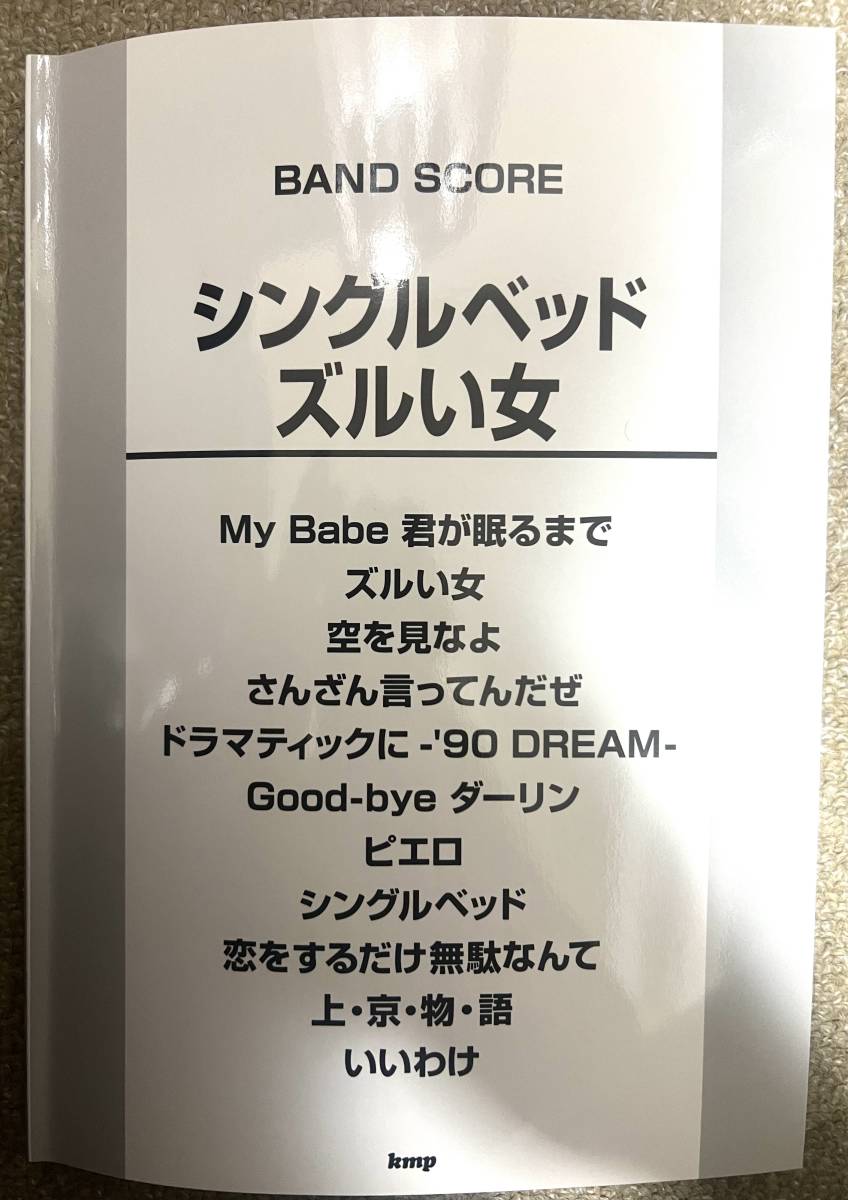 BAND SCORE
シングルベッド
ズルい女
My Babe 君が眠るまで
ズルい女
空を見なよ
さんざん言ってんだぜ
ドラマティックに -'90 DREAM-
Good-bye ダーリン
ピエロ
シングルベッド
恋をするだけ無駄なんて
上・京・物・語
いいわけ
kmp